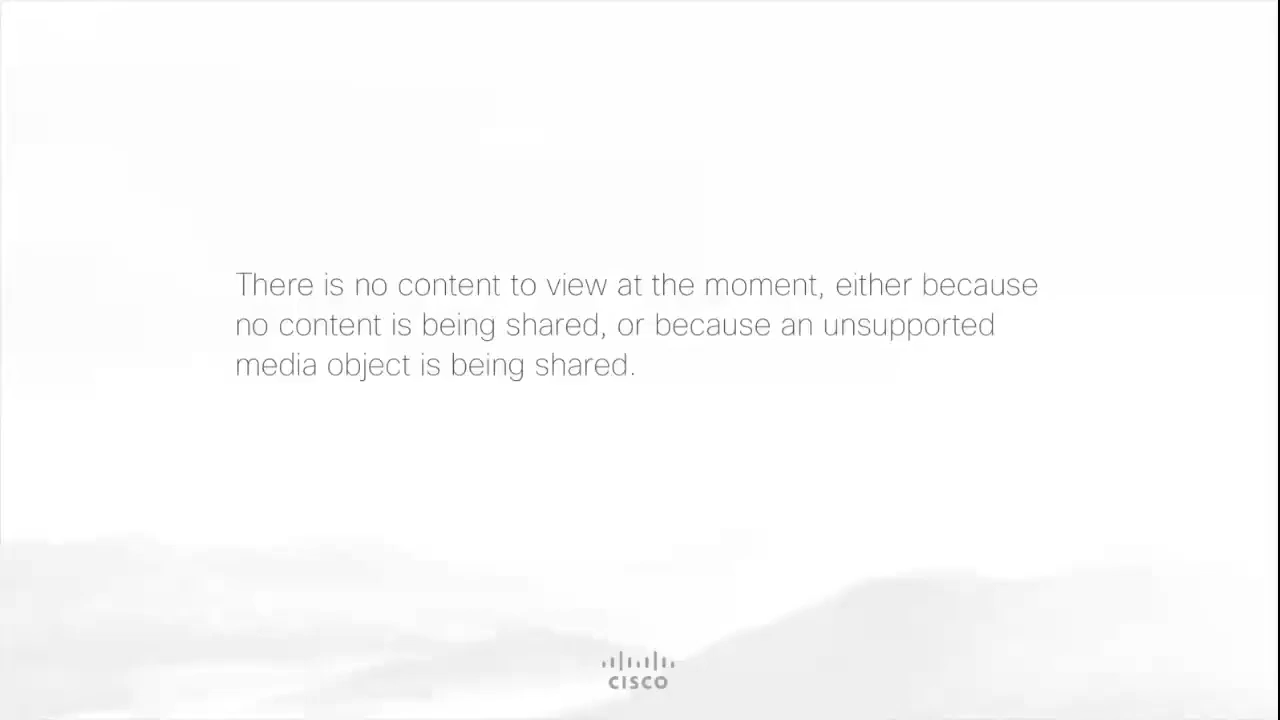 There is no content to view at the moment, either because
no content is being shared, or because an unsupported
media object is being shared.
CISCO